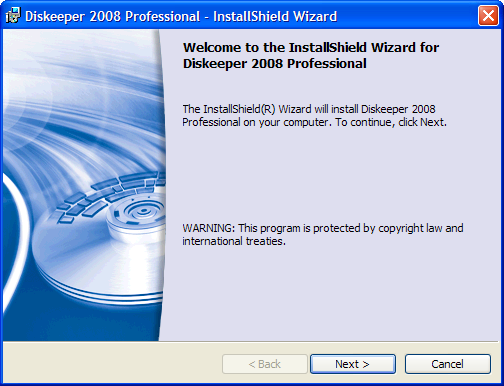 Diskeeper 2008 Professional - InstallShield Wizard
Welcome to the InstallShield Wizard for
Diskeeper 2008 Professional
The InstallShield(R) Wizard will install Diskeeper 2008
Professional on your computer. To continue, click Next.
WARNING: This program is protected by copyright law and
international treaties.
< Back
Next >
Cancel